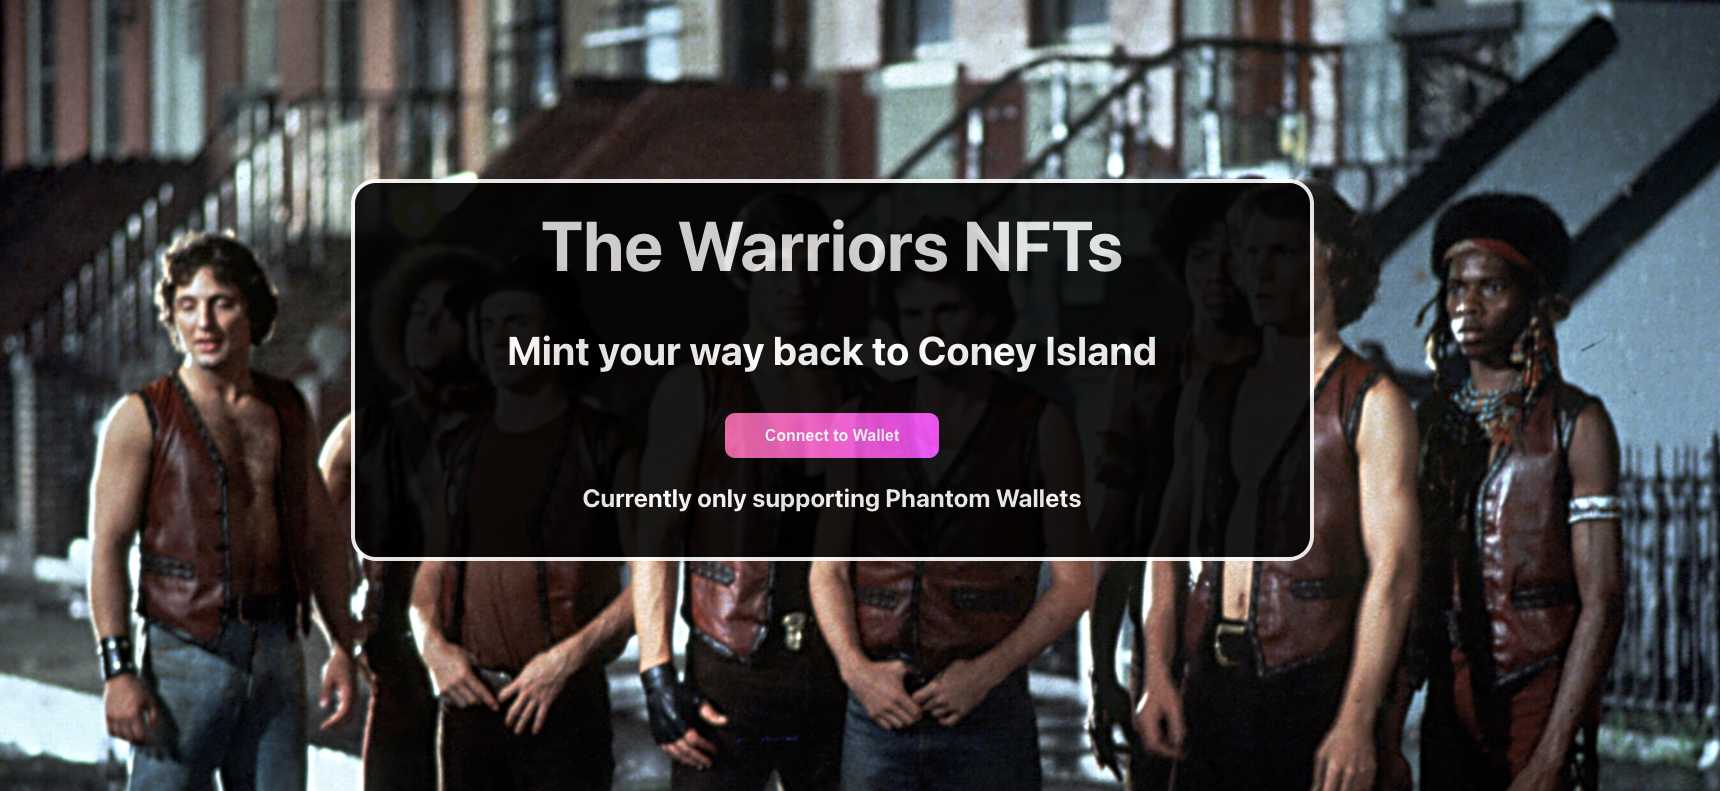 The Warriors NFTs
Mint your way back to Coney Island
Connect to Wallet
Currently only supporting Phantom Wallets